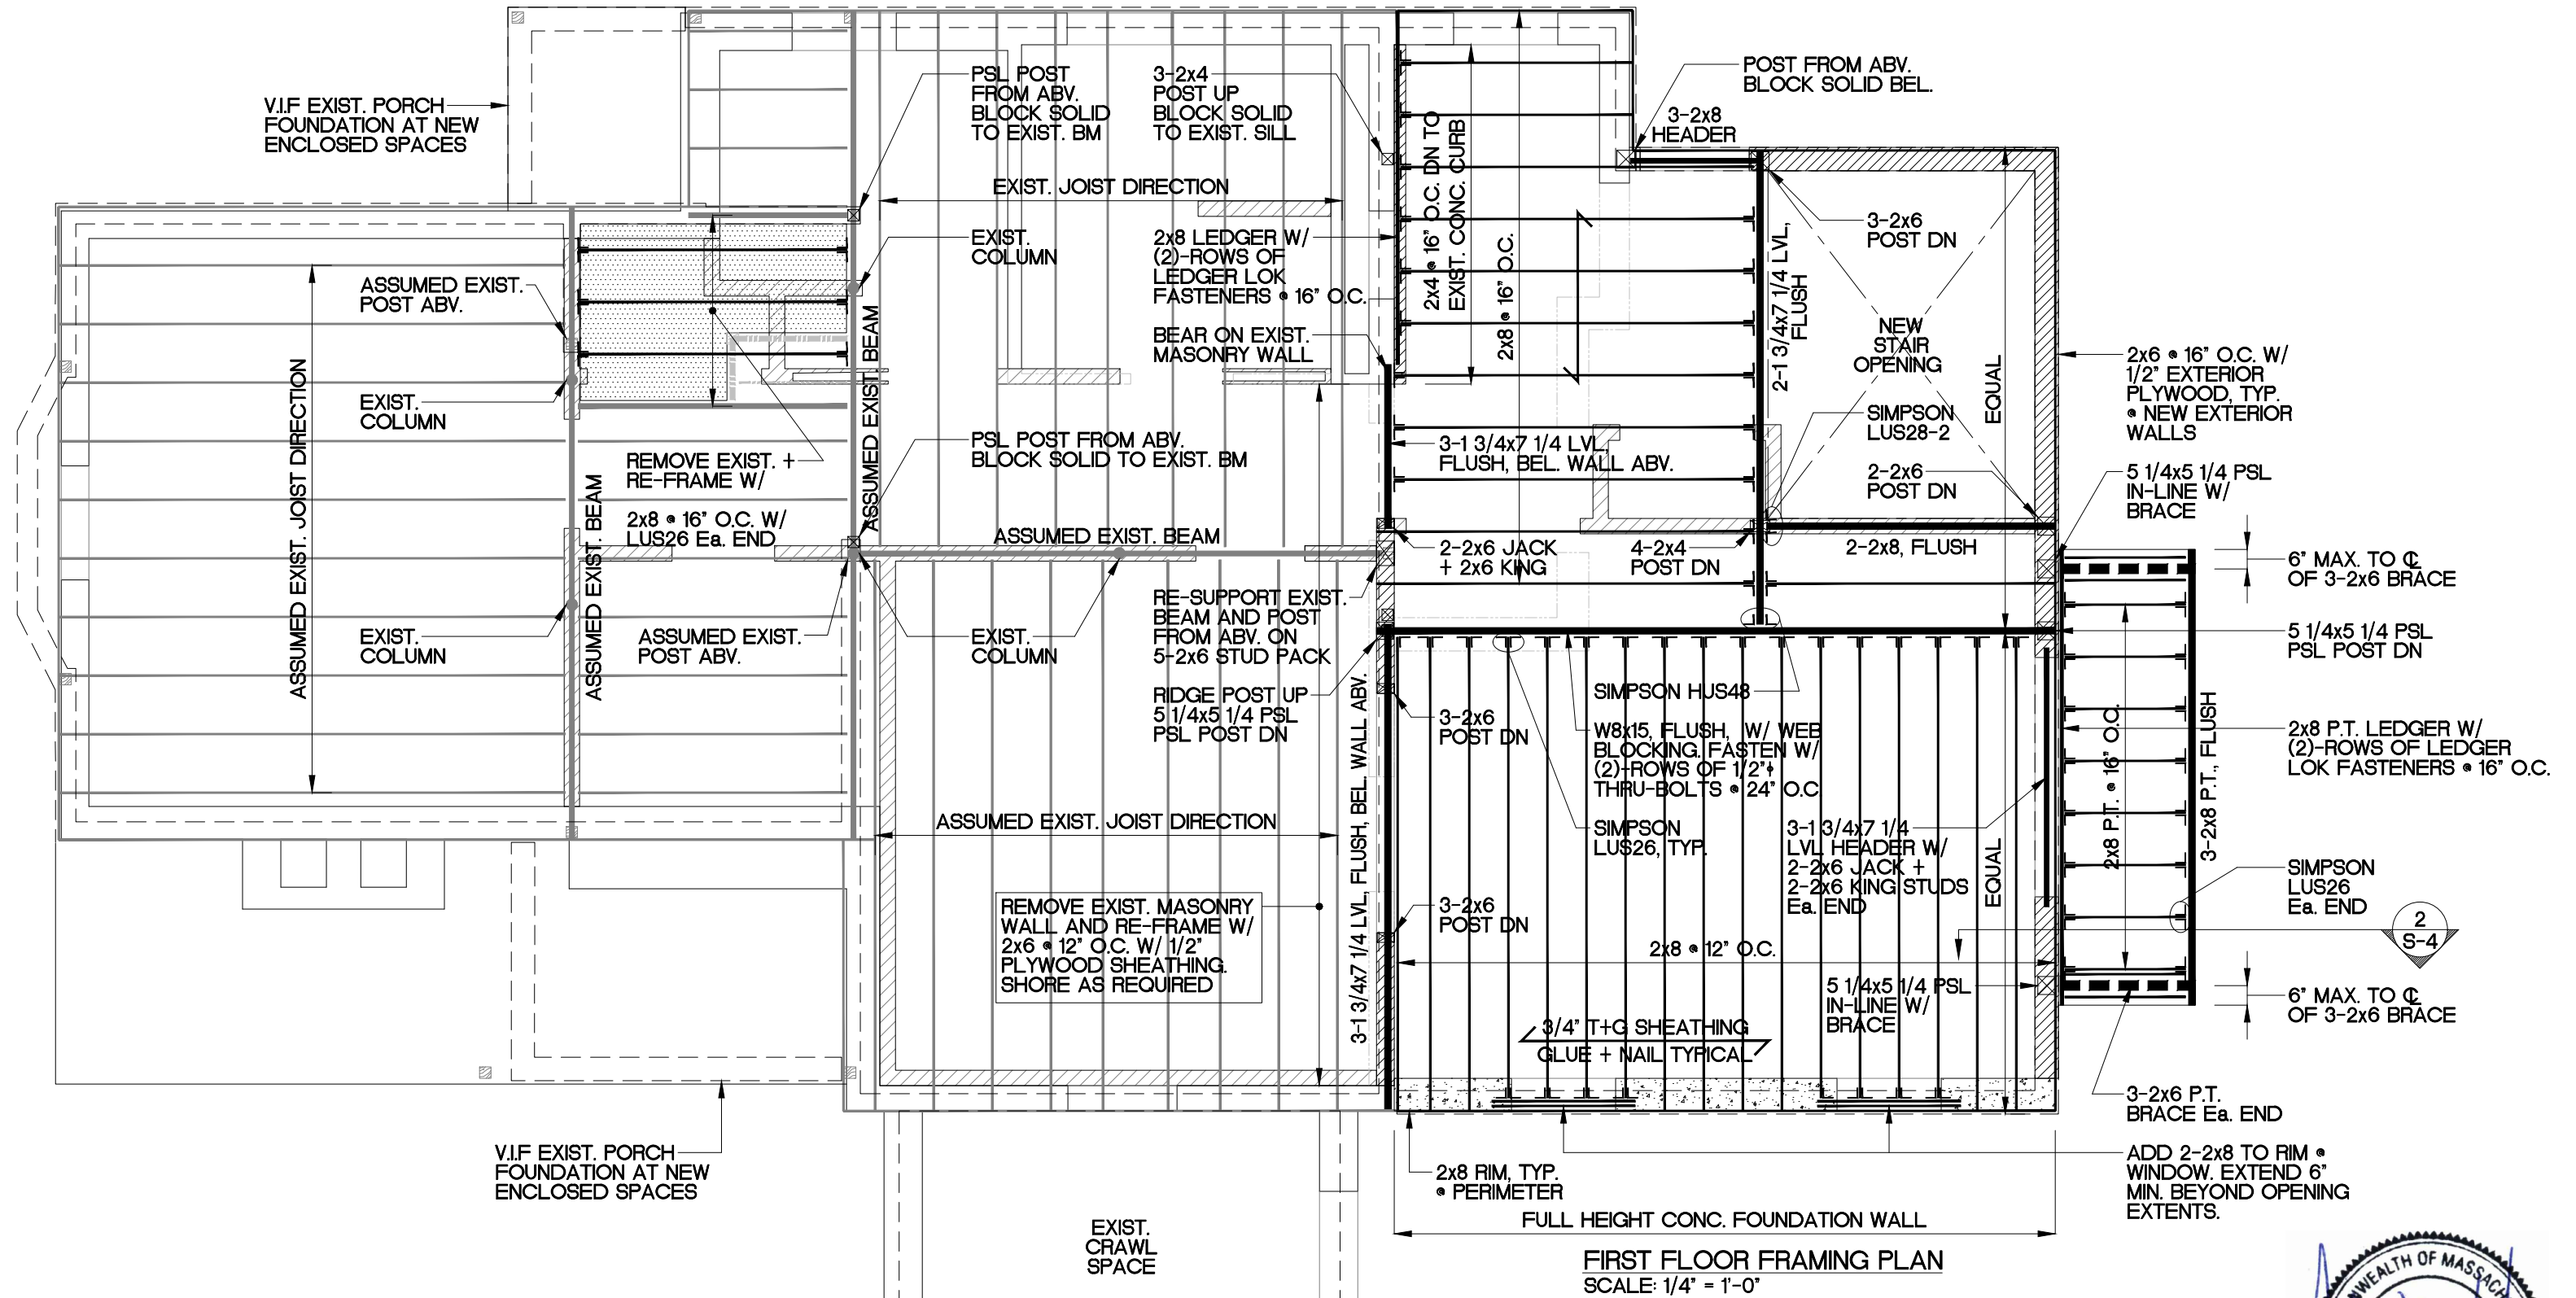 V.I.F EXIST. PORCH
FOUNDATION AT NEW
ENCLOSED SPACES
PSL POST
FROM ABV.
BLOCK SOLID
TO EXIST. BM
3-2x4
POST UP
BLOCK SOLID
TO EXIST. SILL
POST FROM ABV.
BLOCK SOLID BEL.
3-2x8
HEADER
EXIST. JOIST DIRECTION
EXIST.
COLUMN
2x8 LEDGER W/
(2)-ROWS OF
LEDGER LOK
FASTENERS @ 16" O.C.
2x4 @ 16" O.C. DN TO
EXIST. CONC. CURB
2x8 @ 16" O.C.
2-1 3/4x7 1/4 LVL,
FLUSH
3-2x6
POST DN
NEW
STAIR
OPENING
EQUAL
ASSUMED EXIST.
POST ABV.
BEAR ON EXIST.
MASONRY WALL
2x6 @ 16" O.C. W/
1/2" EXTERIOR
PLYWOOD, TYP.
@ NEW EXTERIOR
WALLS
EXIST.
COLUMN
SIMPSON
LUS28-2
ASSUMED EXIST. JOIST DIRECTION
ASSUMED EXIST. BEAM
ASSUMED EXIST. BEAM
REMOVE EXIST. +
RE-FRAME W/
2x8 @ 16" O.C. W/
LUS26 Ea. END
PSL POST FROM ABV.
BLOCK SOLID TO EXIST. BM
3-1 3/4x7 1/4 LVL,
FLUSH, BEL. WALL ABV.
2-2x6
POST DN
5 1/4x5 1/4 PSL
IN-LINE W/
BRACE
ASSUMED EXIST. BEAM
2-2x6 JACK
+ 2x6 KING
4-2x4
POST DN
2-2x8, FLUSH
6" MAX. TO ℄
OF 3-2x6 BRACE
EXIST.
COLUMN
ASSUMED EXIST.
POST ABV.
EXIST.
COLUMN
RE-SUPPORT EXIST.
BEAM AND POST
FROM ABV. ON
5-2x6 STUD PACK
5 1/4x5 1/4 PSL
PSL POST DN
RIDGE POST UP
5 1/4x5 1/4 PSL
PSL POST DN
3-2x6
POST DN
SIMPSON HUS48
W8x15, FLUSH, W/ WEB
BLOCKING. FASTEN W/
(2)-ROWS OF 1/2"ϕ
THRU-BOLTS @ 24" O.C
2x8 P.T. @ 16" O.C.
3-2x8 P.T., FLUSH
2x8 P.T. LEDGER W/
(2)-ROWS OF LEDGER
LOK FASTENERS @ 16" O.C.
ASSUMED EXIST. JOIST DIRECTION
3-1 3/4x7 1/4 LVL, FLUSH, BEL. WALL ABV.
SIMPSON
LUS26, TYP.
3-1 3/4x7 1/4
LVL HEADER W/
2-2x6 JACK +
2-2x6 KING STUDS
Ea. END
EQUAL
SIMPSON
LUS26
Ea. END
2
S-4
REMOVE EXIST. MASONRY
WALL AND RE-FRAME W/
2x6 @ 12" O.C. W/ 1/2"
PLYWOOD SHEATHING.
SHORE AS REQUIRED
3-2x6
POST DN
2x8 @ 12" O.C.
5 1/4x5 1/4 PSL
IN-LINE W/
BRACE
6" MAX. TO ℄
OF 3-2x6 BRACE
3/4" T+G SHEATHING
GLUE + NAIL TYPICAL
3-2x6 P.T.
BRACE Ea. END
V.I.F EXIST. PORCH
FOUNDATION AT NEW
ENCLOSED SPACES
2x8 RIM, TYP.
@ PERIMETER
ADD 2-2x8 TO RIM @
WINDOW. EXTEND 6"
MIN. BEYOND OPENING
EXTENTS.
EXIST.
CRAWL
SPACE
FULL HEIGHT CONC. FOUNDATION WALL
FIRST FLOOR FRAMING PLAN
SCALE: 1/4" = 1'-0"
NWEALTH OF MASSACH